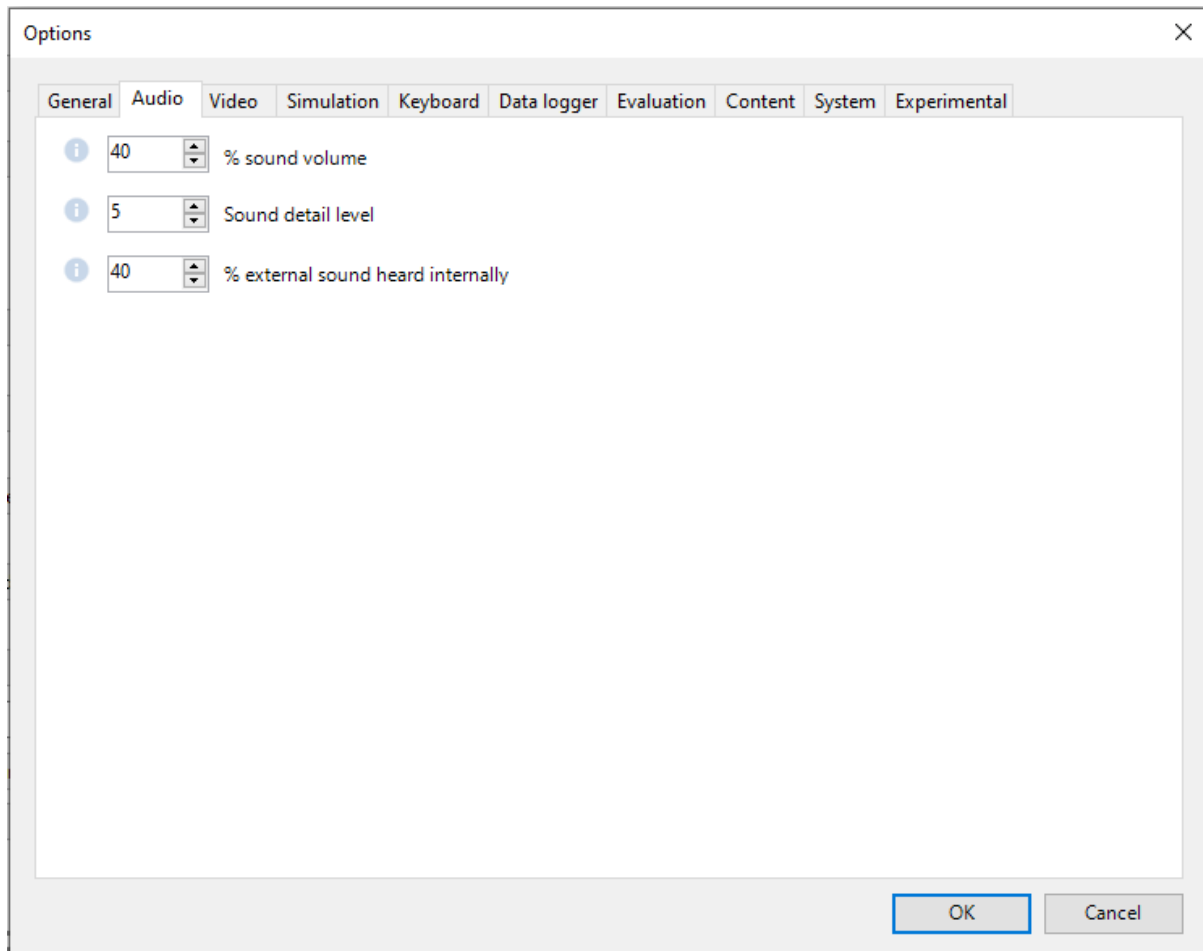 Options
General Audio Video Simulation Keyboard Data logger Evaluation Content System Experimental
40 % sound volume
5 Sound detail level
40 % external sound heard internally
OK Cancel